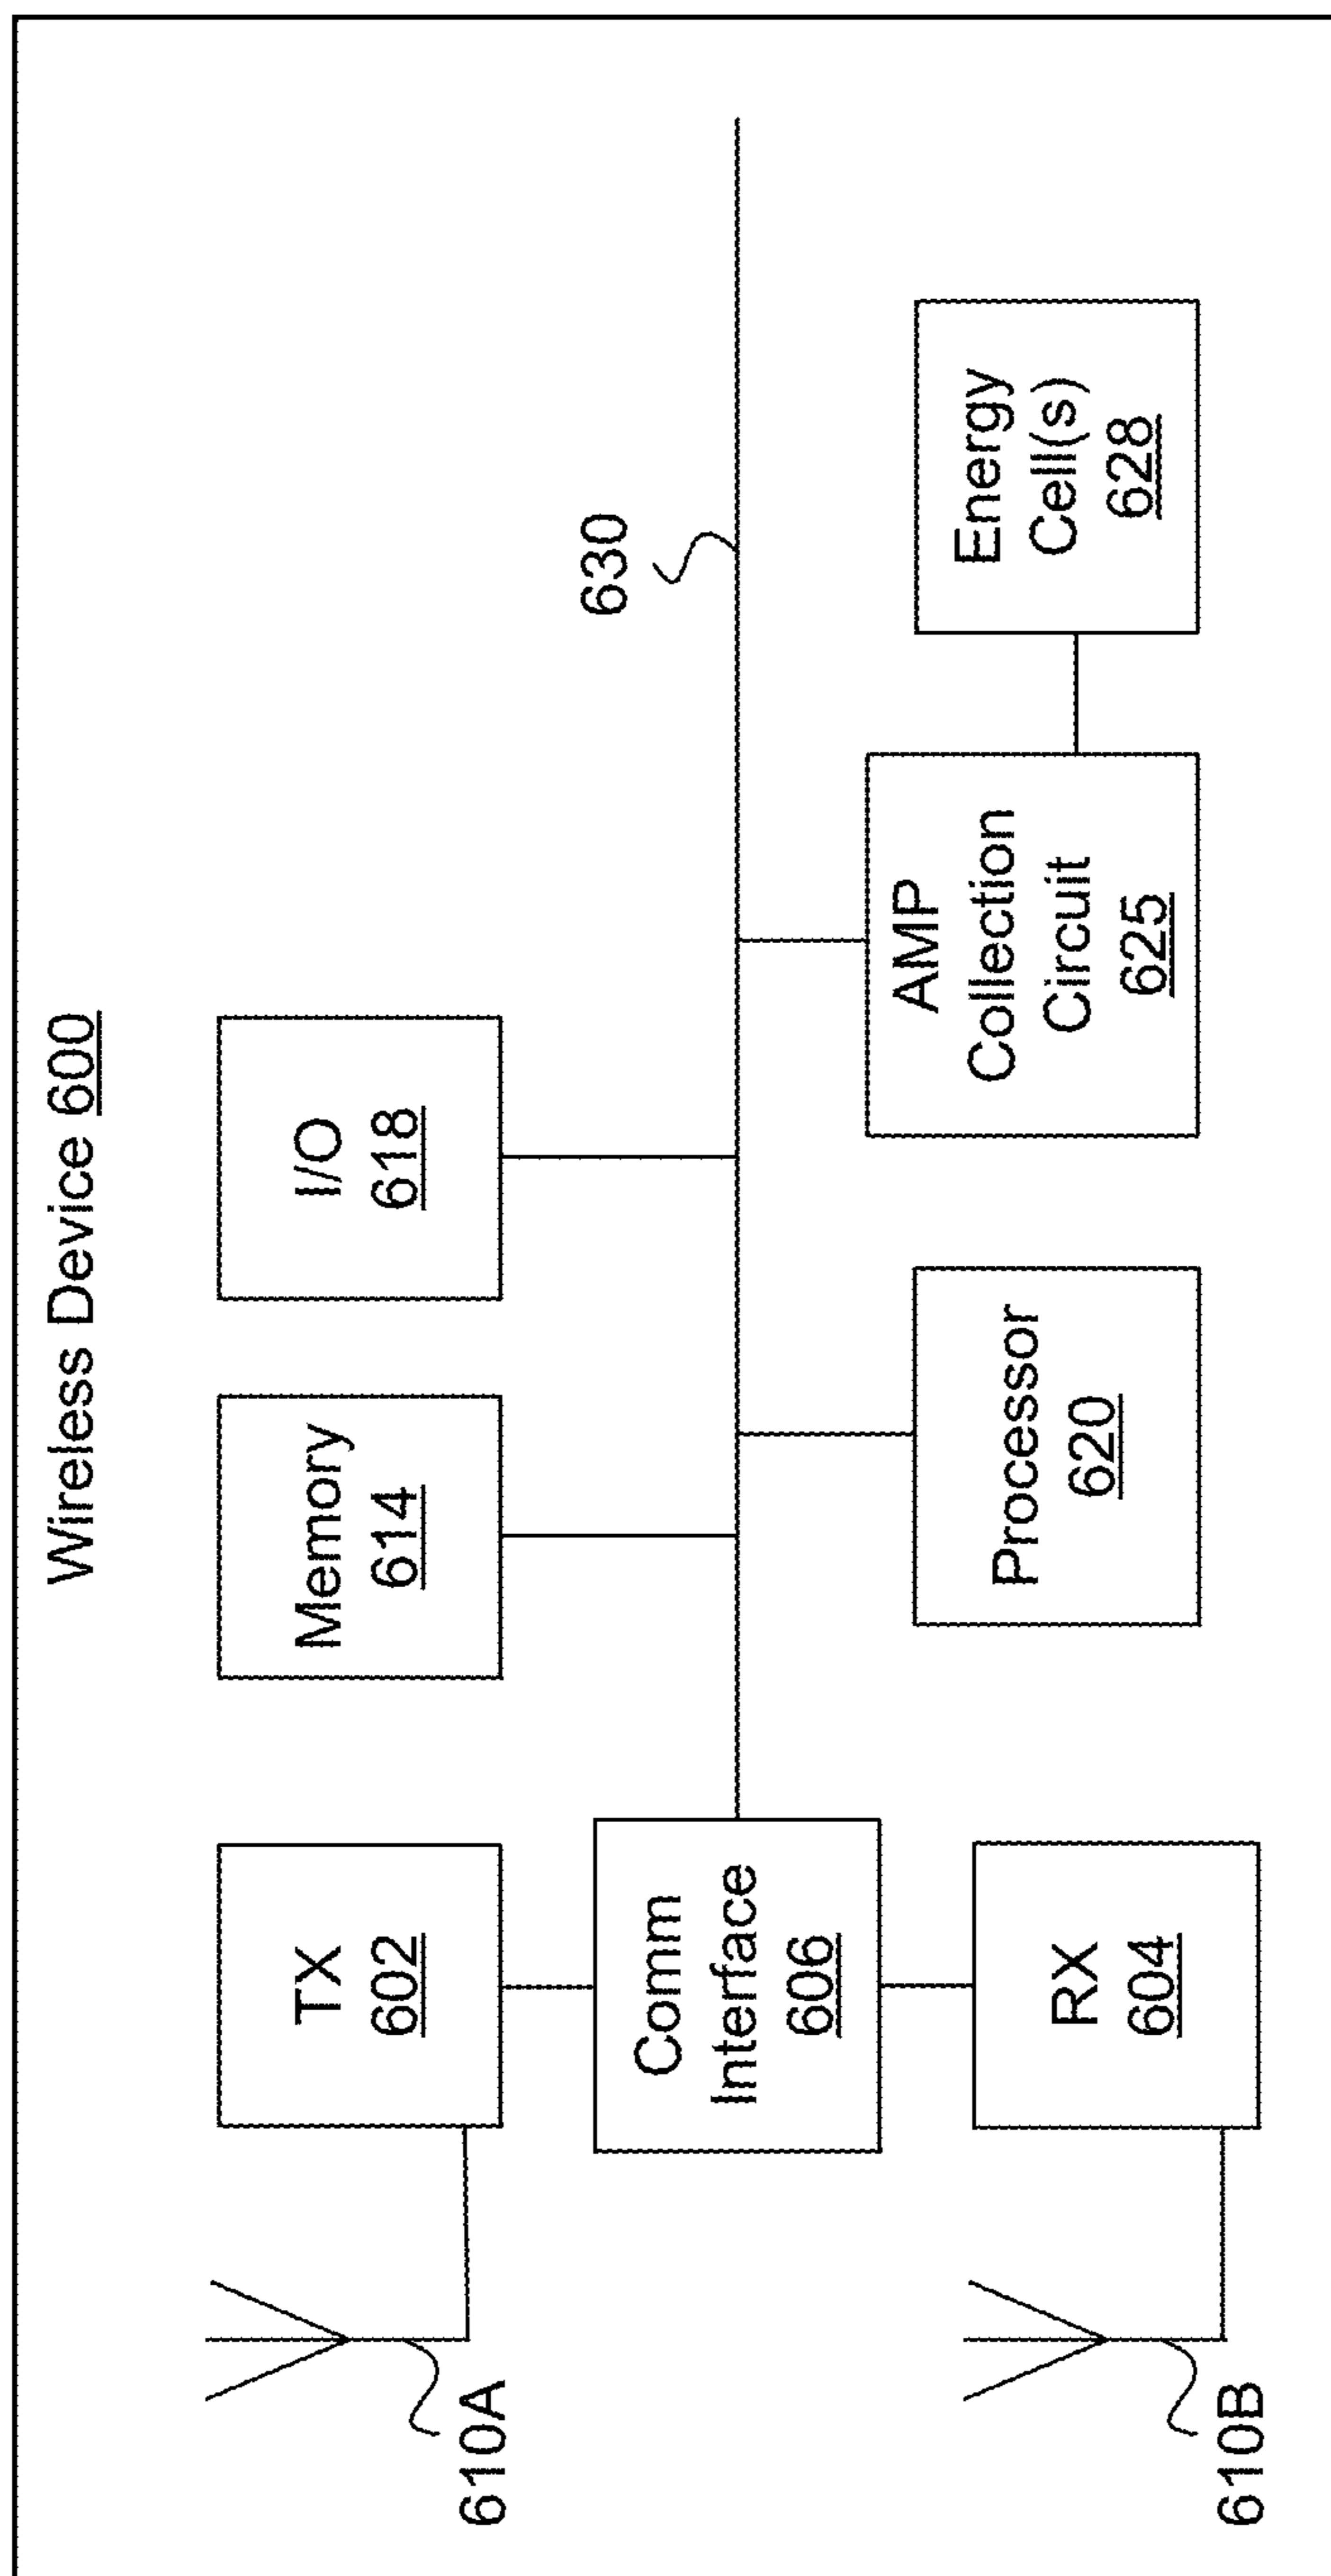 Wireless Device 600
TX
602
Memory
614
I/O
618
610A
630
Comm
Interface
606
Processor
620
AMP
Collection
Circuit
625
Energy
Cell(s)
628
RX
604
610B